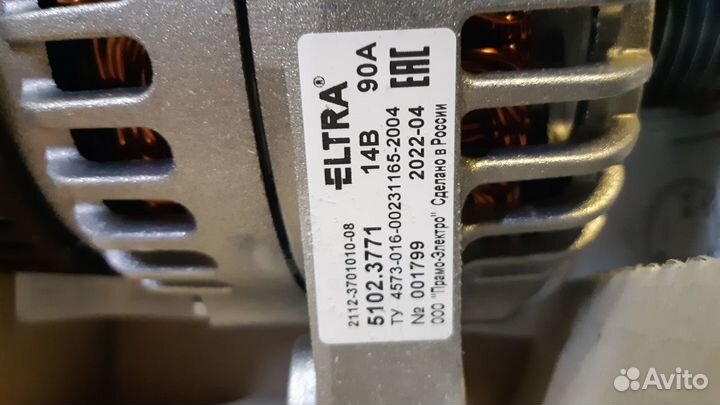 ELTRA®
14В 90А EAC
2112-3701010-08
5102.3771
ТУ 4573-016-00231165-2004
№ 001799 2022-04
ООО "Прамо-Электро" Сделано в России
Avito